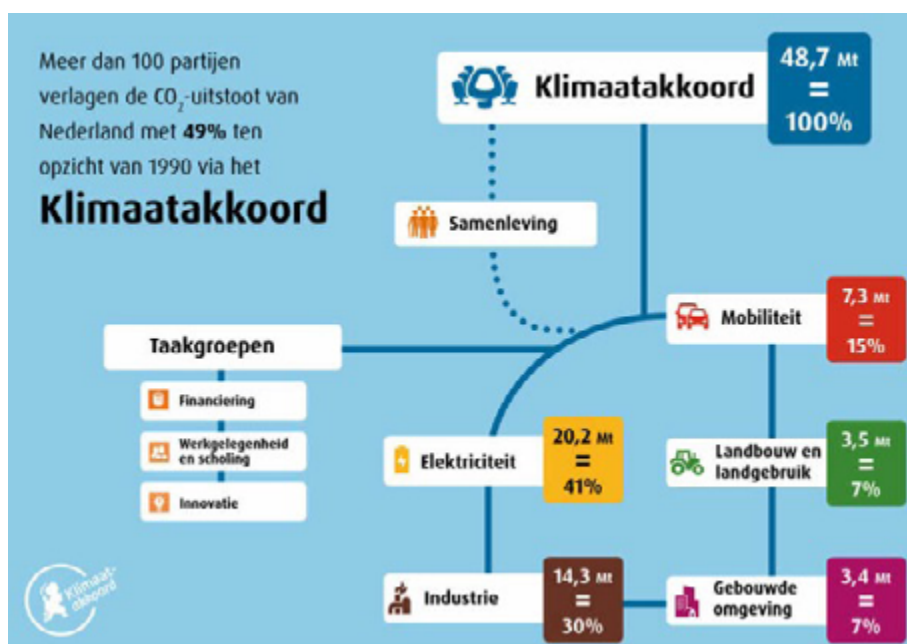 Meer dan 100 partijen
verlagen de CO₂-uitstoot van
Nederland met 49% ten
opzicht van 1990 via het
Klimaatakkoord
Klimaatakkoord
48,7 Mt
=
100%
Samenleving
Mobiliteit
7,3 Mt
=
15%
Taakgroepen
Financiering
Werkgelegenheid
en scholing
Innovatie
Elektriciteit
20,2 Mt
=
41%
Landbouw en
landgebruik
3,5 Mt
=
7%
Industrie
14,3 Mt
=
30%
Gebouwde
omgeving
3,4 Mt
=
7%
Klimaat-
akkoord